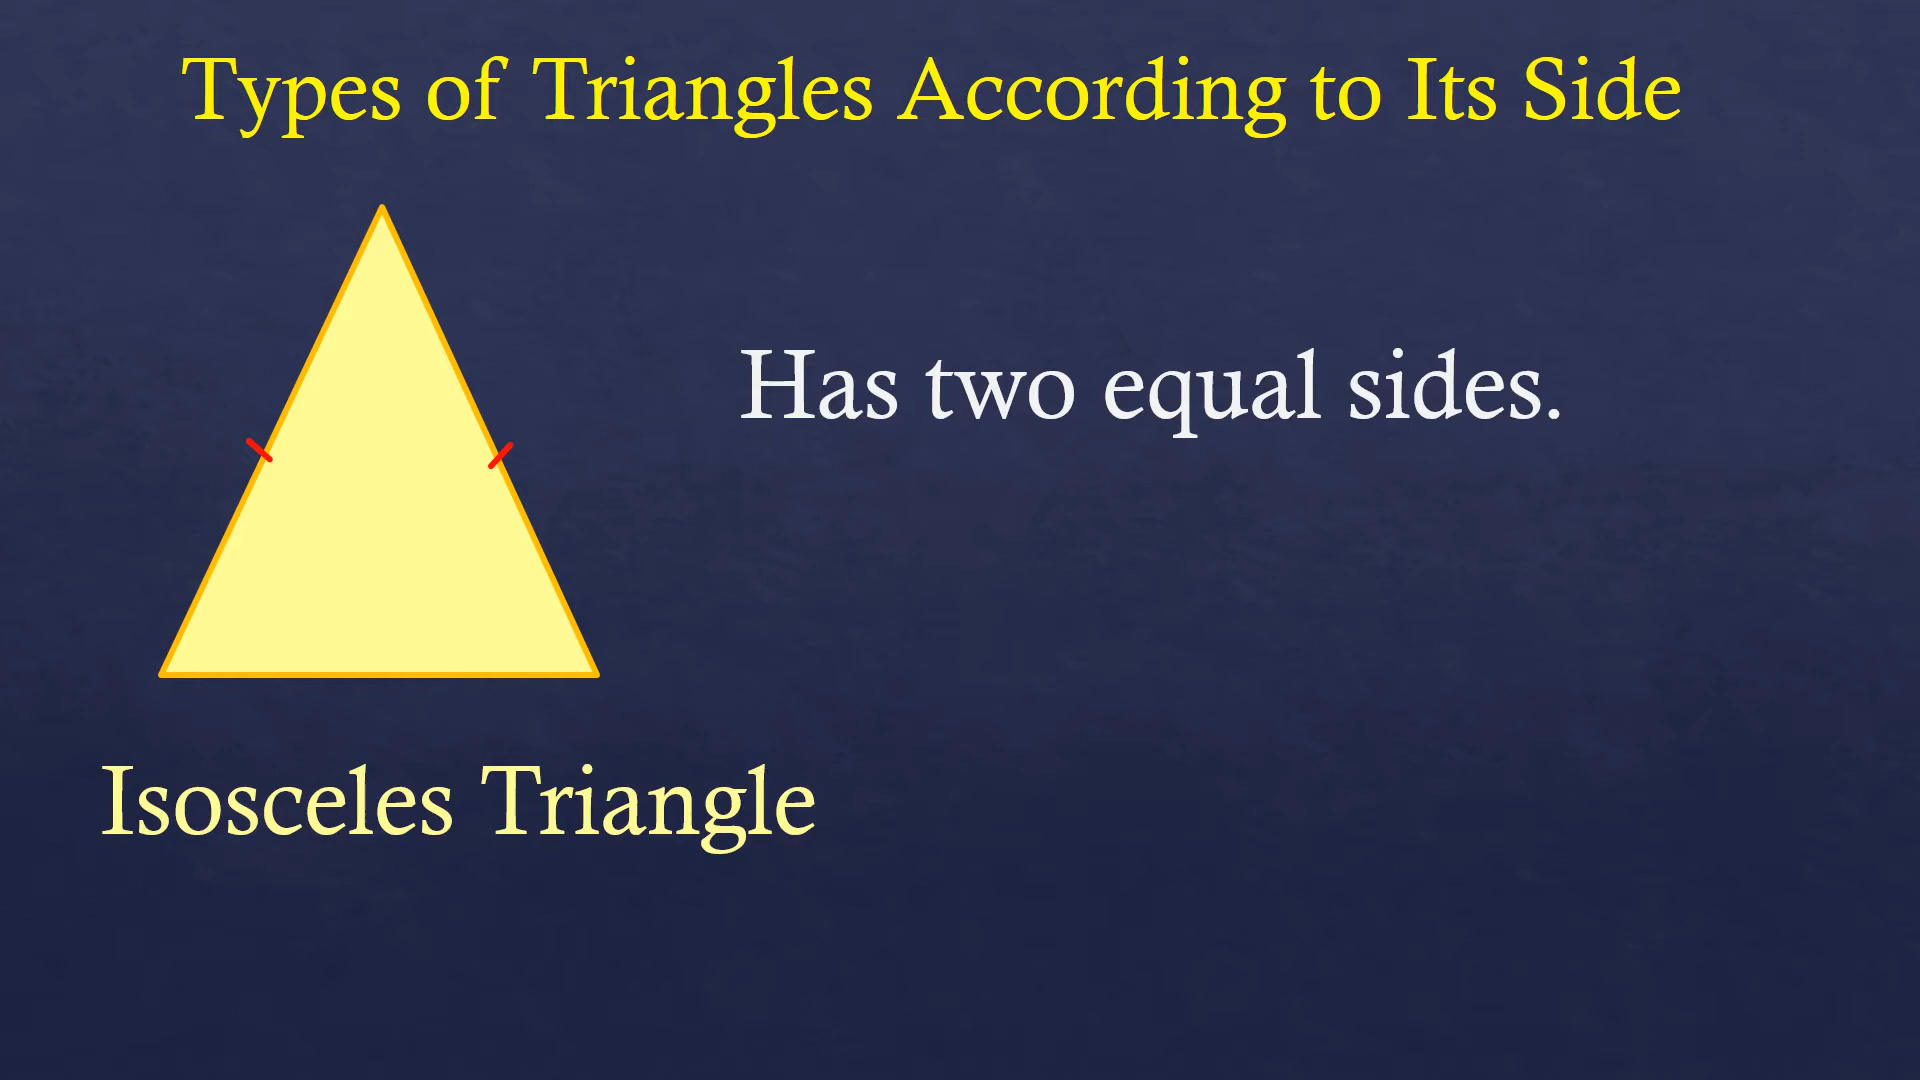 Types of Triangles According to Its Side
Has two equal sides.
Isosceles Triangle